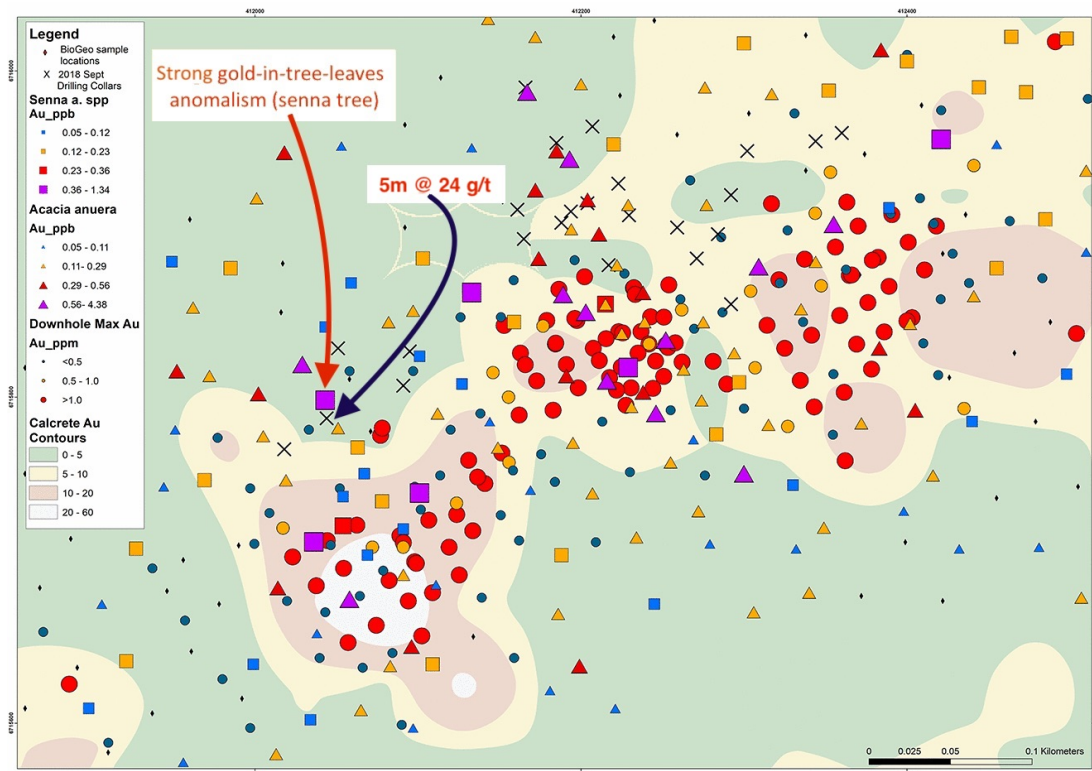 412000
412200
412400
6716000
6715800
6715600
Legend
BioGeo sample
locations
2018 Sept
Drilling Collars
Senna a. spp
Au_ppb
0.05 - 0.12
0.12 - 0.23
0.23 - 0.36
0.36 - 1.34
Acacia anuera
Au_ppb
0.05 - 0.11
0.11- 0.29
0.29 - 0.56
0.56- 4.38
Downhole Max Au
Au_ppm
<0.5
0.5 - 1.0
>1.0
Calcrete Au
Contours
0 - 5
5 - 10
10 - 20
20 - 60
Strong gold-in-tree-leaves
anomalism (senna tree)
5m @ 24 g/t
0 0.025 0.05 0.1 Kilometers